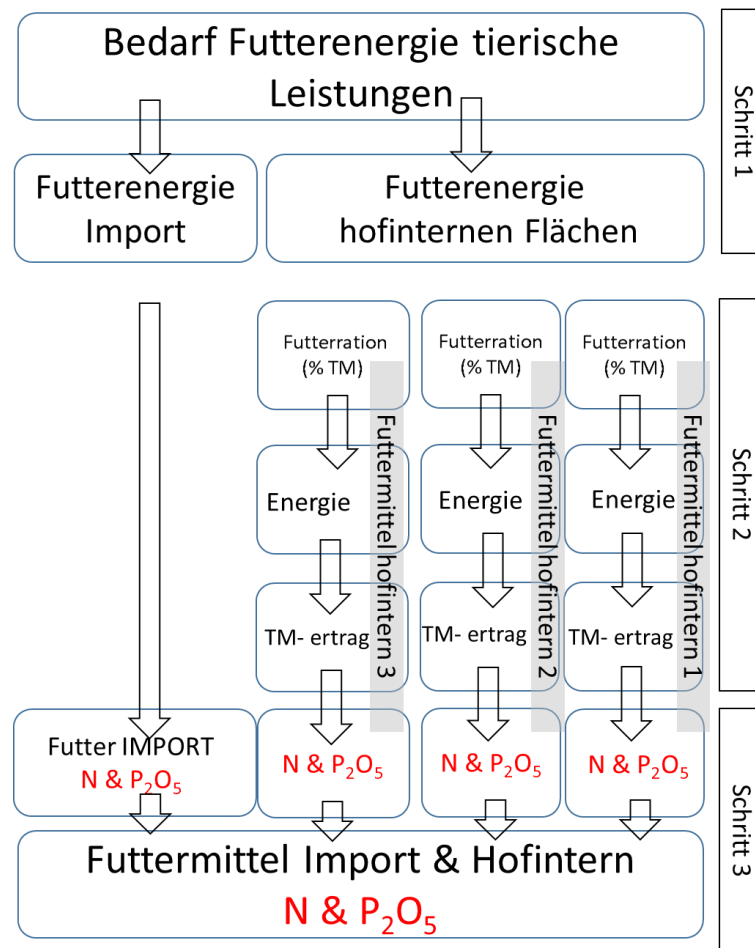 Bedarf Futterenergie tierische
Leistungen
Schritt 1
Futterenergie
Import
Futterenergie
hofinternen Flächen
Futterration
(% TM)
Futterration
(% TM)
Futterration
(% TM)
Futtermittel hofintern 3
Futtermittel hofintern 2
Futtermittel hofintern 1
Schritt 2
Energie
Energie
Energie
TM- ertrag
TM- ertrag
TM- ertrag
Futter IMPORT
N & P₂O₅
N & P₂O₅
N & P₂O₅
N & P₂O₅
Schritt 3
Futtermittel Import & Hofintern
N & P₂O₅